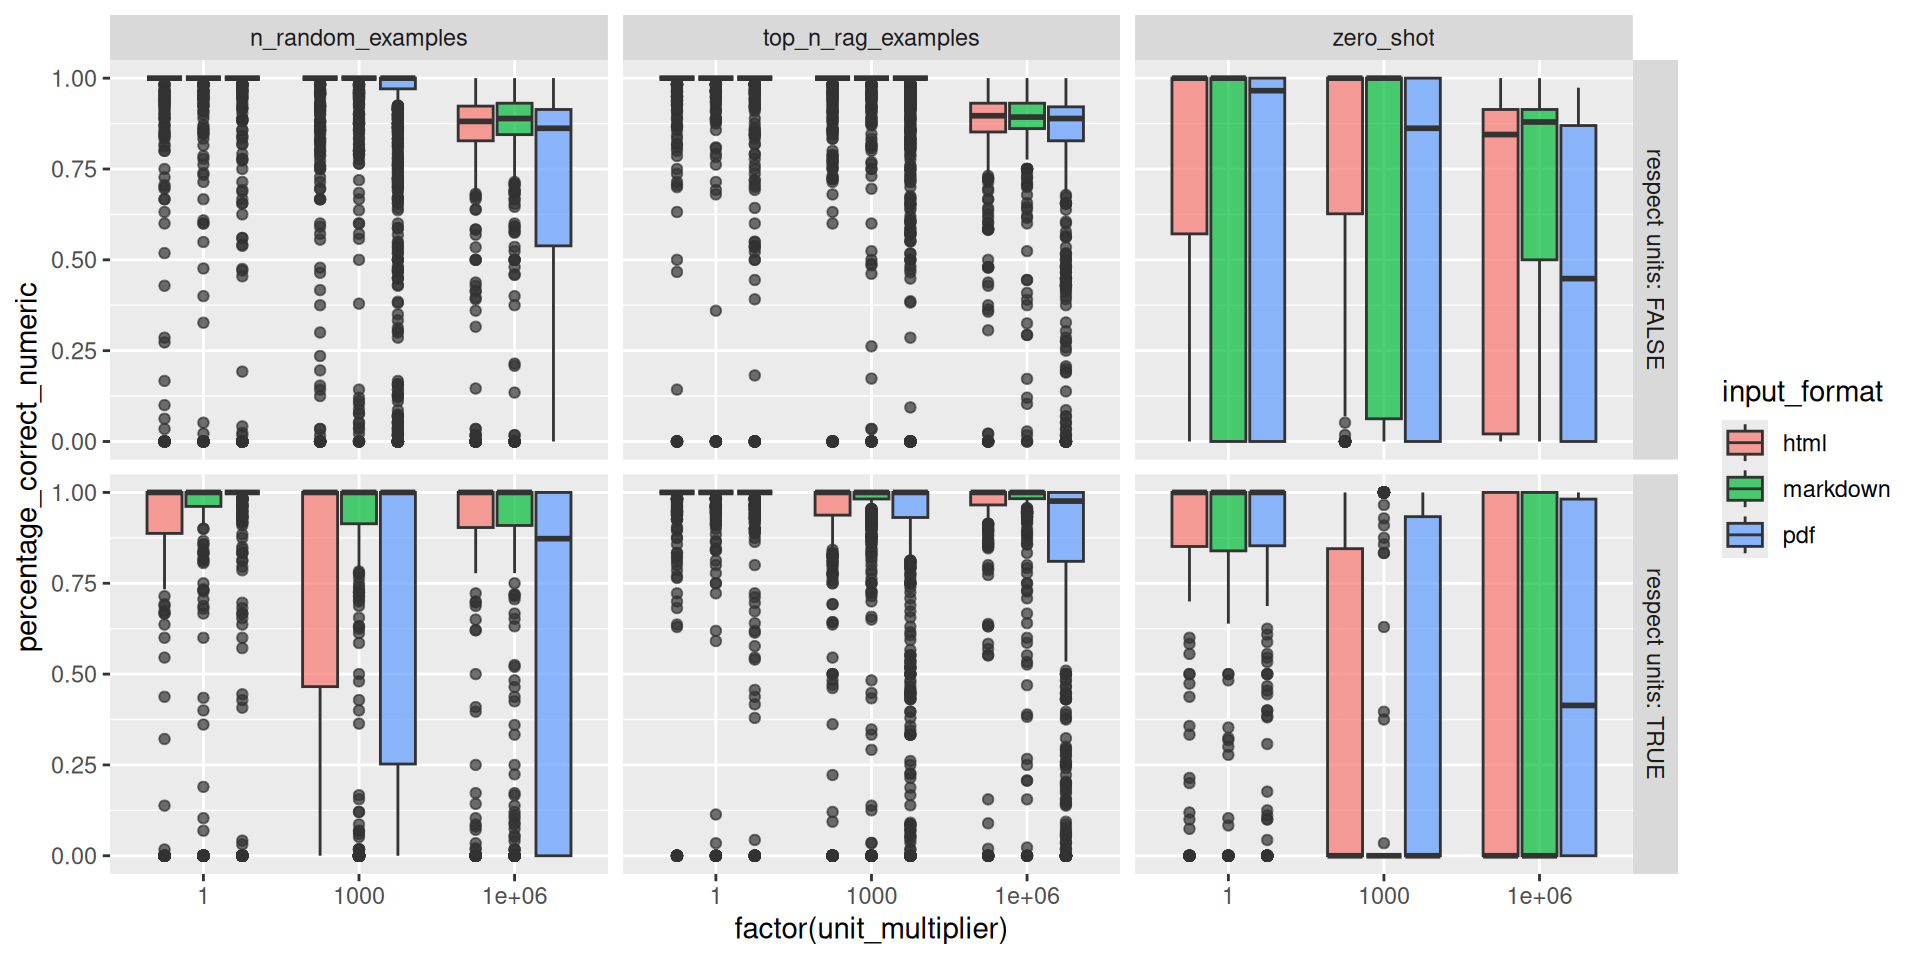 n_random_examples
top_n_rag_examples
zero_shot
1.00
0.75
0.50
0.25
0.00
respect units: FALSE
1.00
0.75
0.50
0.25
0.00
respect units: TRUE
percentage_correct_numeric
1
1000
1e+06
1
1000
1e+06
1
1000
1e+06
factor(unit_multiplier)
input_format
html
markdown
pdf